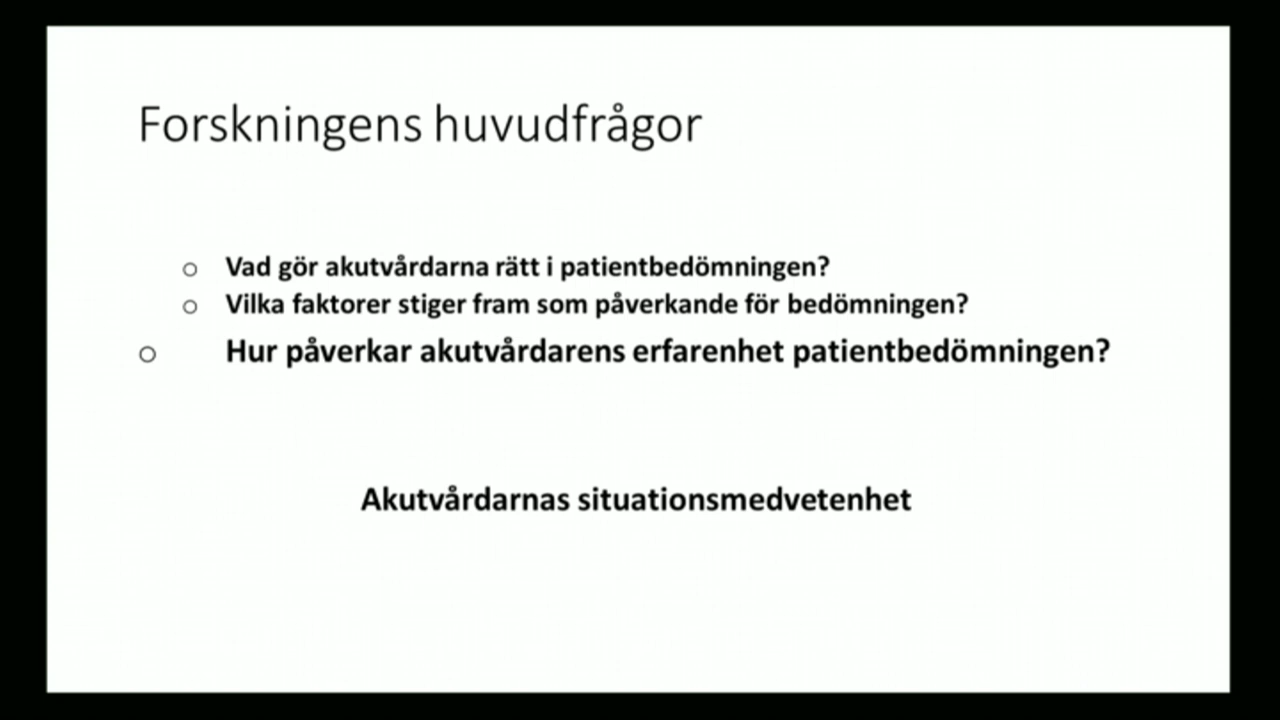 Forskningens huvudfrågor
o Vad gör akutvårdarna rätt i patientbedömningen?
o Vilka faktorer stiger fram som påverkande för bedömningen?
o Hur påverkar akutvårdarens erfarenhet patientbedömningen?
Akutvårdarnas situationsmedvetenhet